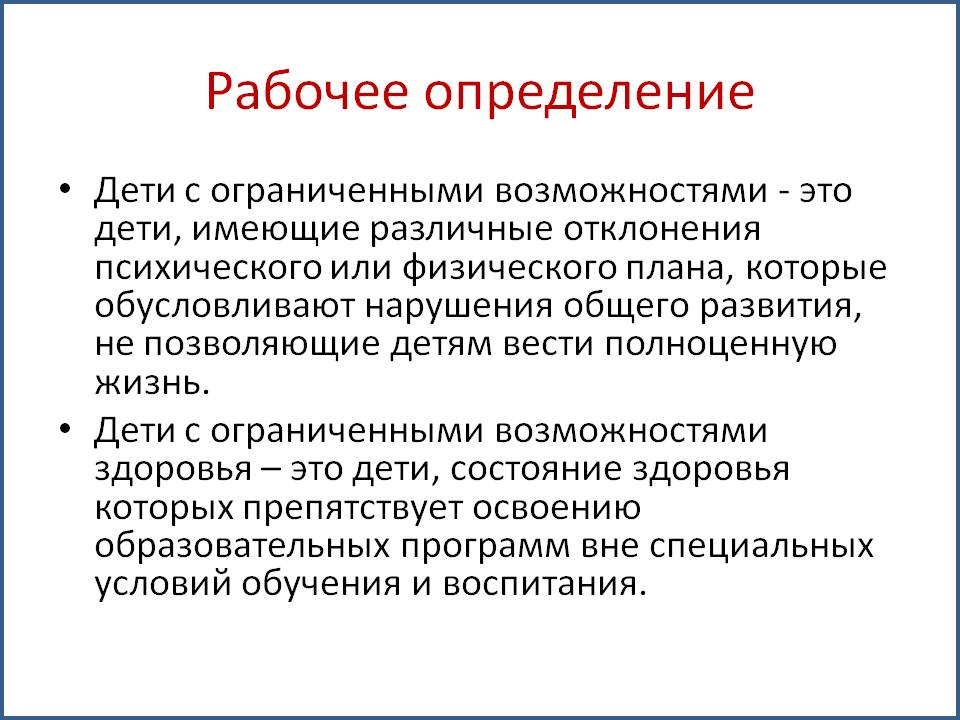 Рабочее определение
• Дети с ограниченными возможностями - это
дети, имеющие различные отклонения
психического или физического плана, которые
обусловливают нарушения общего развития,
не позволяющие детям вести полноценную
жизнь.
• Дети с ограниченными возможностями
здоровья – это дети, состояние здоровья
которых препятствует освоению
образовательных программ вне специальных
условий обучения и воспитания.